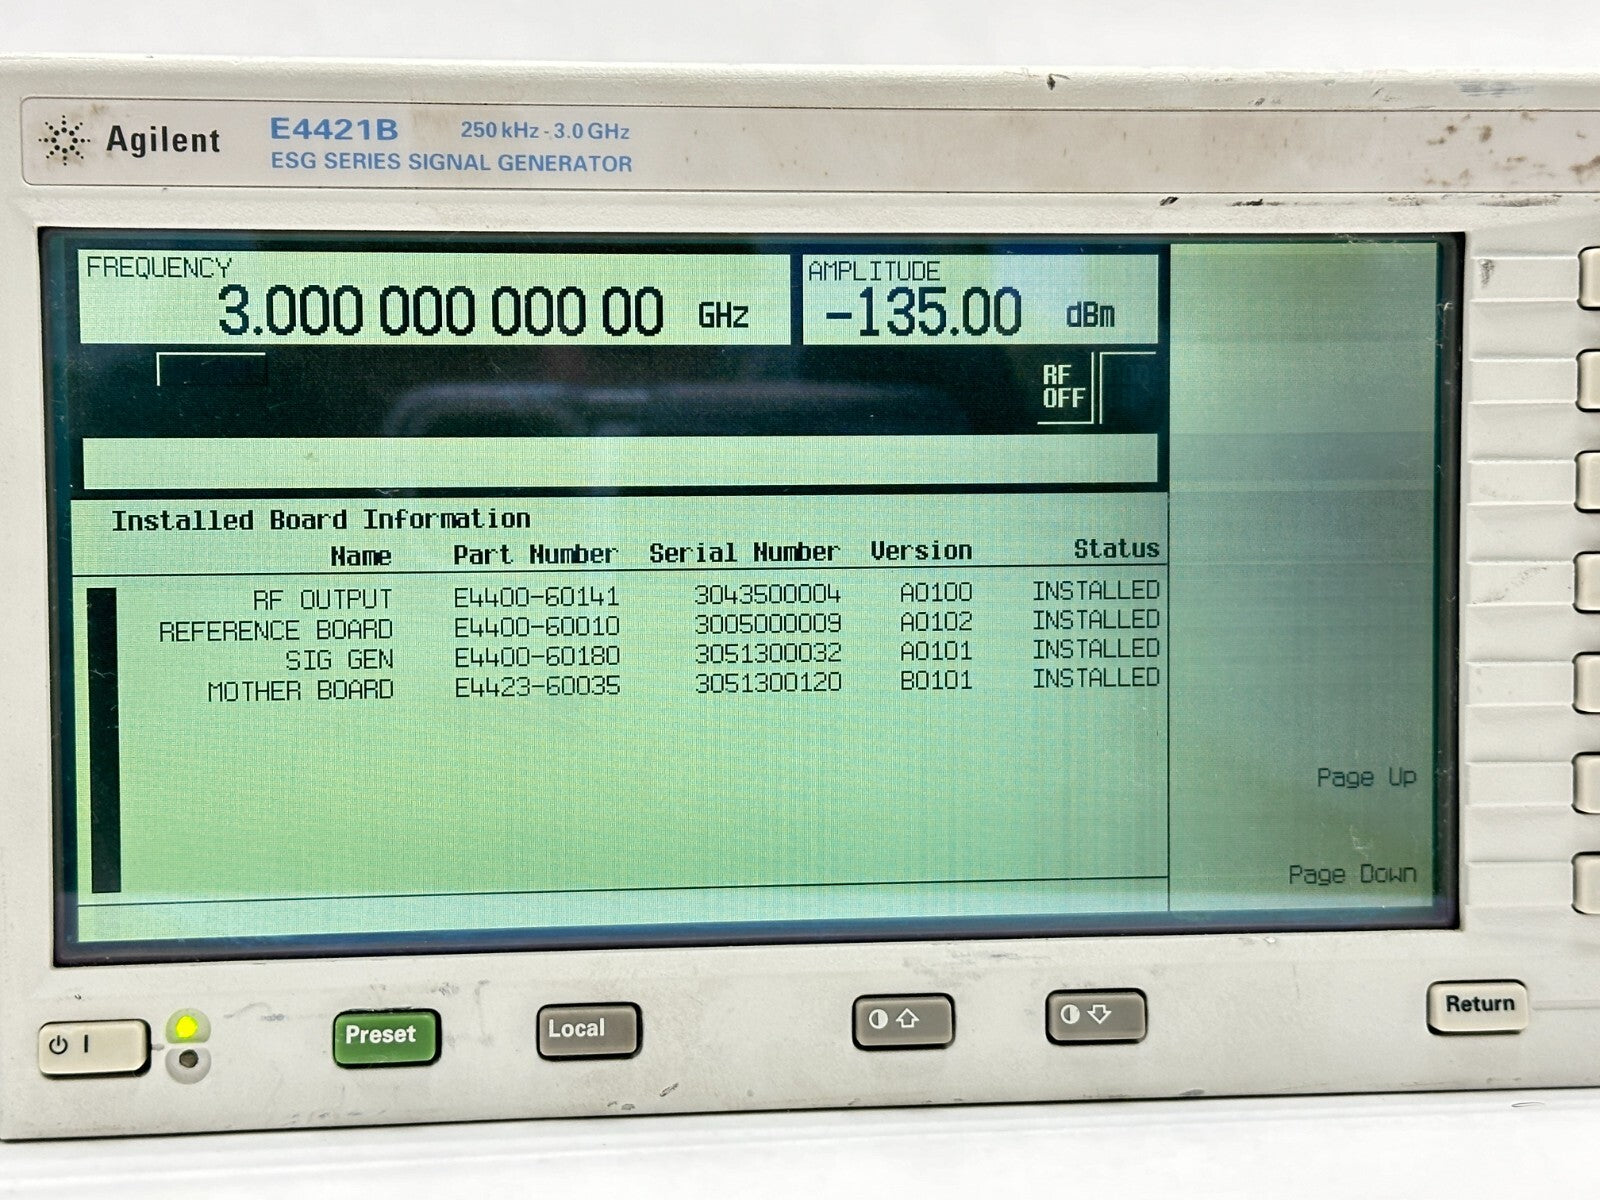 Agilent E4421B 250 kHz - 3.0 GHz
ESG SERIES SIGNAL GENERATOR
FREQUENCY
3.000 000 000 00 GHz
AMPLITUDE
-135.00 dBm
RF
OFF
Installed Board Information
Name Part Number Serial Number Version Status
RF OUTPUT E4400-60141 3043500004 A0100 INSTALLED
REFERENCE BOARD E4400-60010 3005000009 A0102 INSTALLED
SIG GEN E4400-60180 3051300032 A0101 INSTALLED
MOTHER BOARD E4423-60035 3051300120 B0101 INSTALLED
Page Up
Page Down
Preset
Local
Return